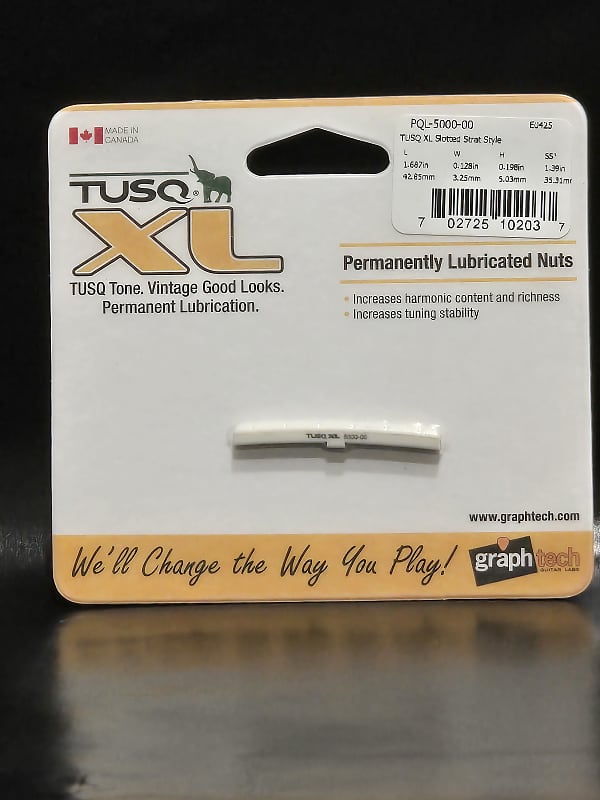 MADE IN
CANADA
TUSQ®
XL
TUSQ Tone. Vintage Good Looks.
Permanent Lubrication.
PQL-5000-00 EU425
TUSQ XL Slotted Strat Style
L W H SS'
1.687in 0.128in 0.198in 1.39in
42.85mm 3.25mm 5.03mm 35.31mm
7 02725 10203 7
Permanently Lubricated Nuts
• Increases harmonic content and richness
• Increases tuning stability
TUSQ XL 5000-00
www.graphtech.com
We'll Change the Way You Play!
graphtech
GUITAR LABS